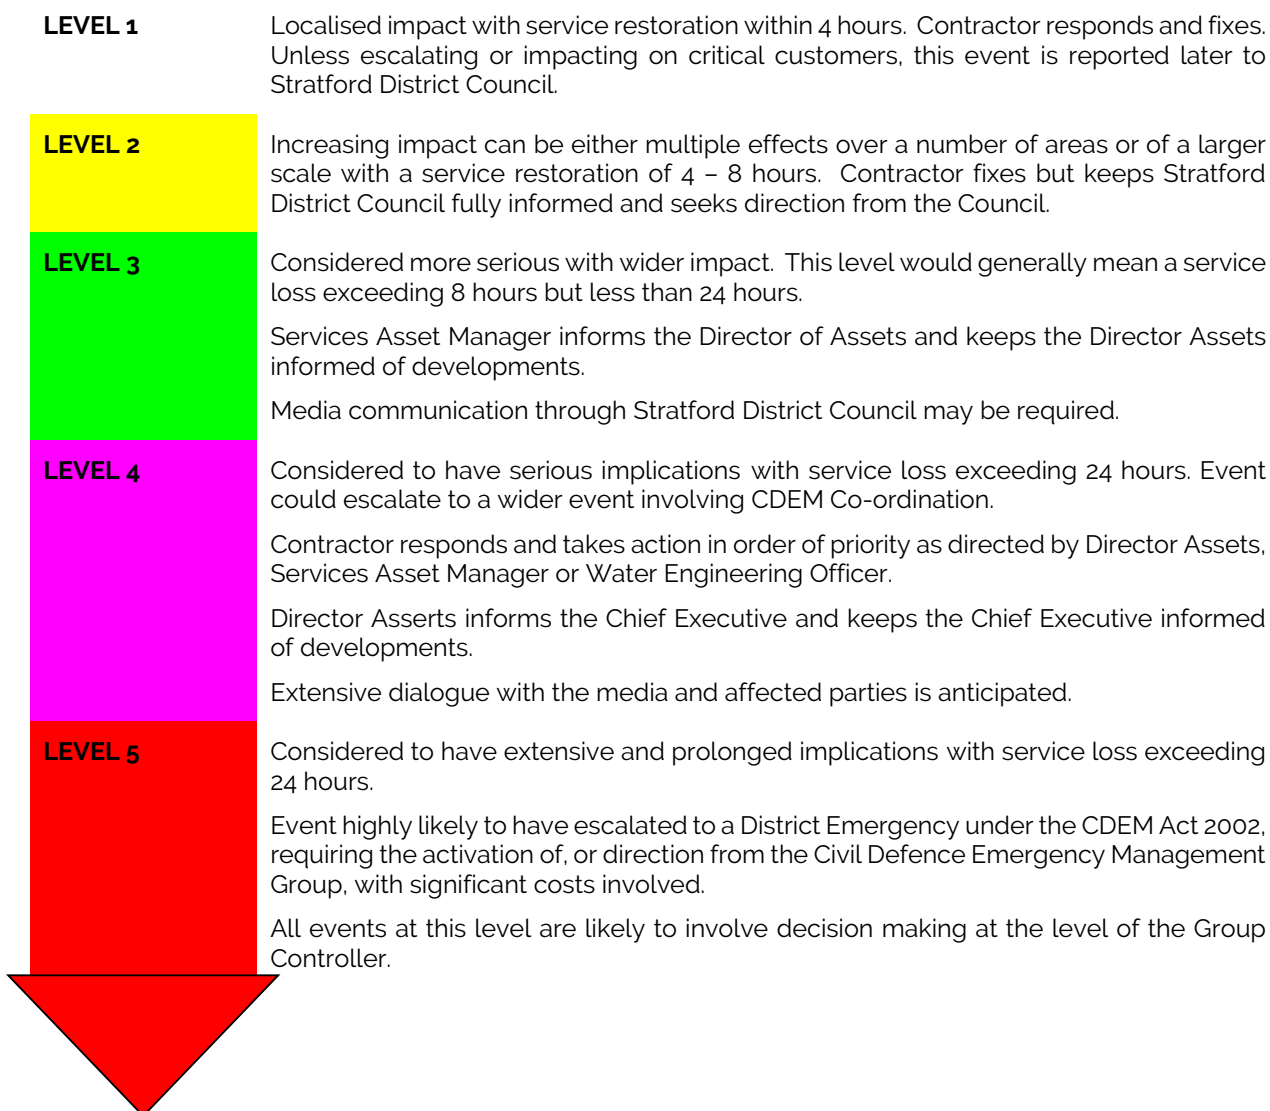 LEVEL 1
Localised impact with service restoration within 4 hours. Contractor responds and fixes.
Unless escalating or impacting on critical customers, this event is reported later to
Stratford District Council.
LEVEL 2
Increasing impact can be either multiple effects over a number of areas or of a larger
scale with a service restoration of 4 – 8 hours. Contractor fixes but keeps Stratford
District Council fully informed and seeks direction from the Council.
LEVEL 3
Considered more serious with wider impact. This level would generally mean a service
loss exceeding 8 hours but less than 24 hours.
Services Asset Manager informs the Director of Assets and keeps the Director Assets
informed of developments.
Media communication through Stratford District Council may be required.
LEVEL 4
Considered to have serious implications with service loss exceeding 24 hours. Event
could escalate to a wider event involving CDEM Co-ordination.
Contractor responds and takes action in order of priority as directed by Director Assets,
Services Asset Manager or Water Engineering Officer.
Director Asserts informs the Chief Executive and keeps the Chief Executive informed
of developments.
Extensive dialogue with the media and affected parties is anticipated.
LEVEL 5
Considered to have extensive and prolonged implications with service loss exceeding
24 hours.
Event highly likely to have escalated to a District Emergency under the CDEM Act 2002,
requiring the activation of, or direction from the Civil Defence Emergency Management
Group, with significant costs involved.
All events at this level are likely to involve decision making at the level of the Group
Controller.